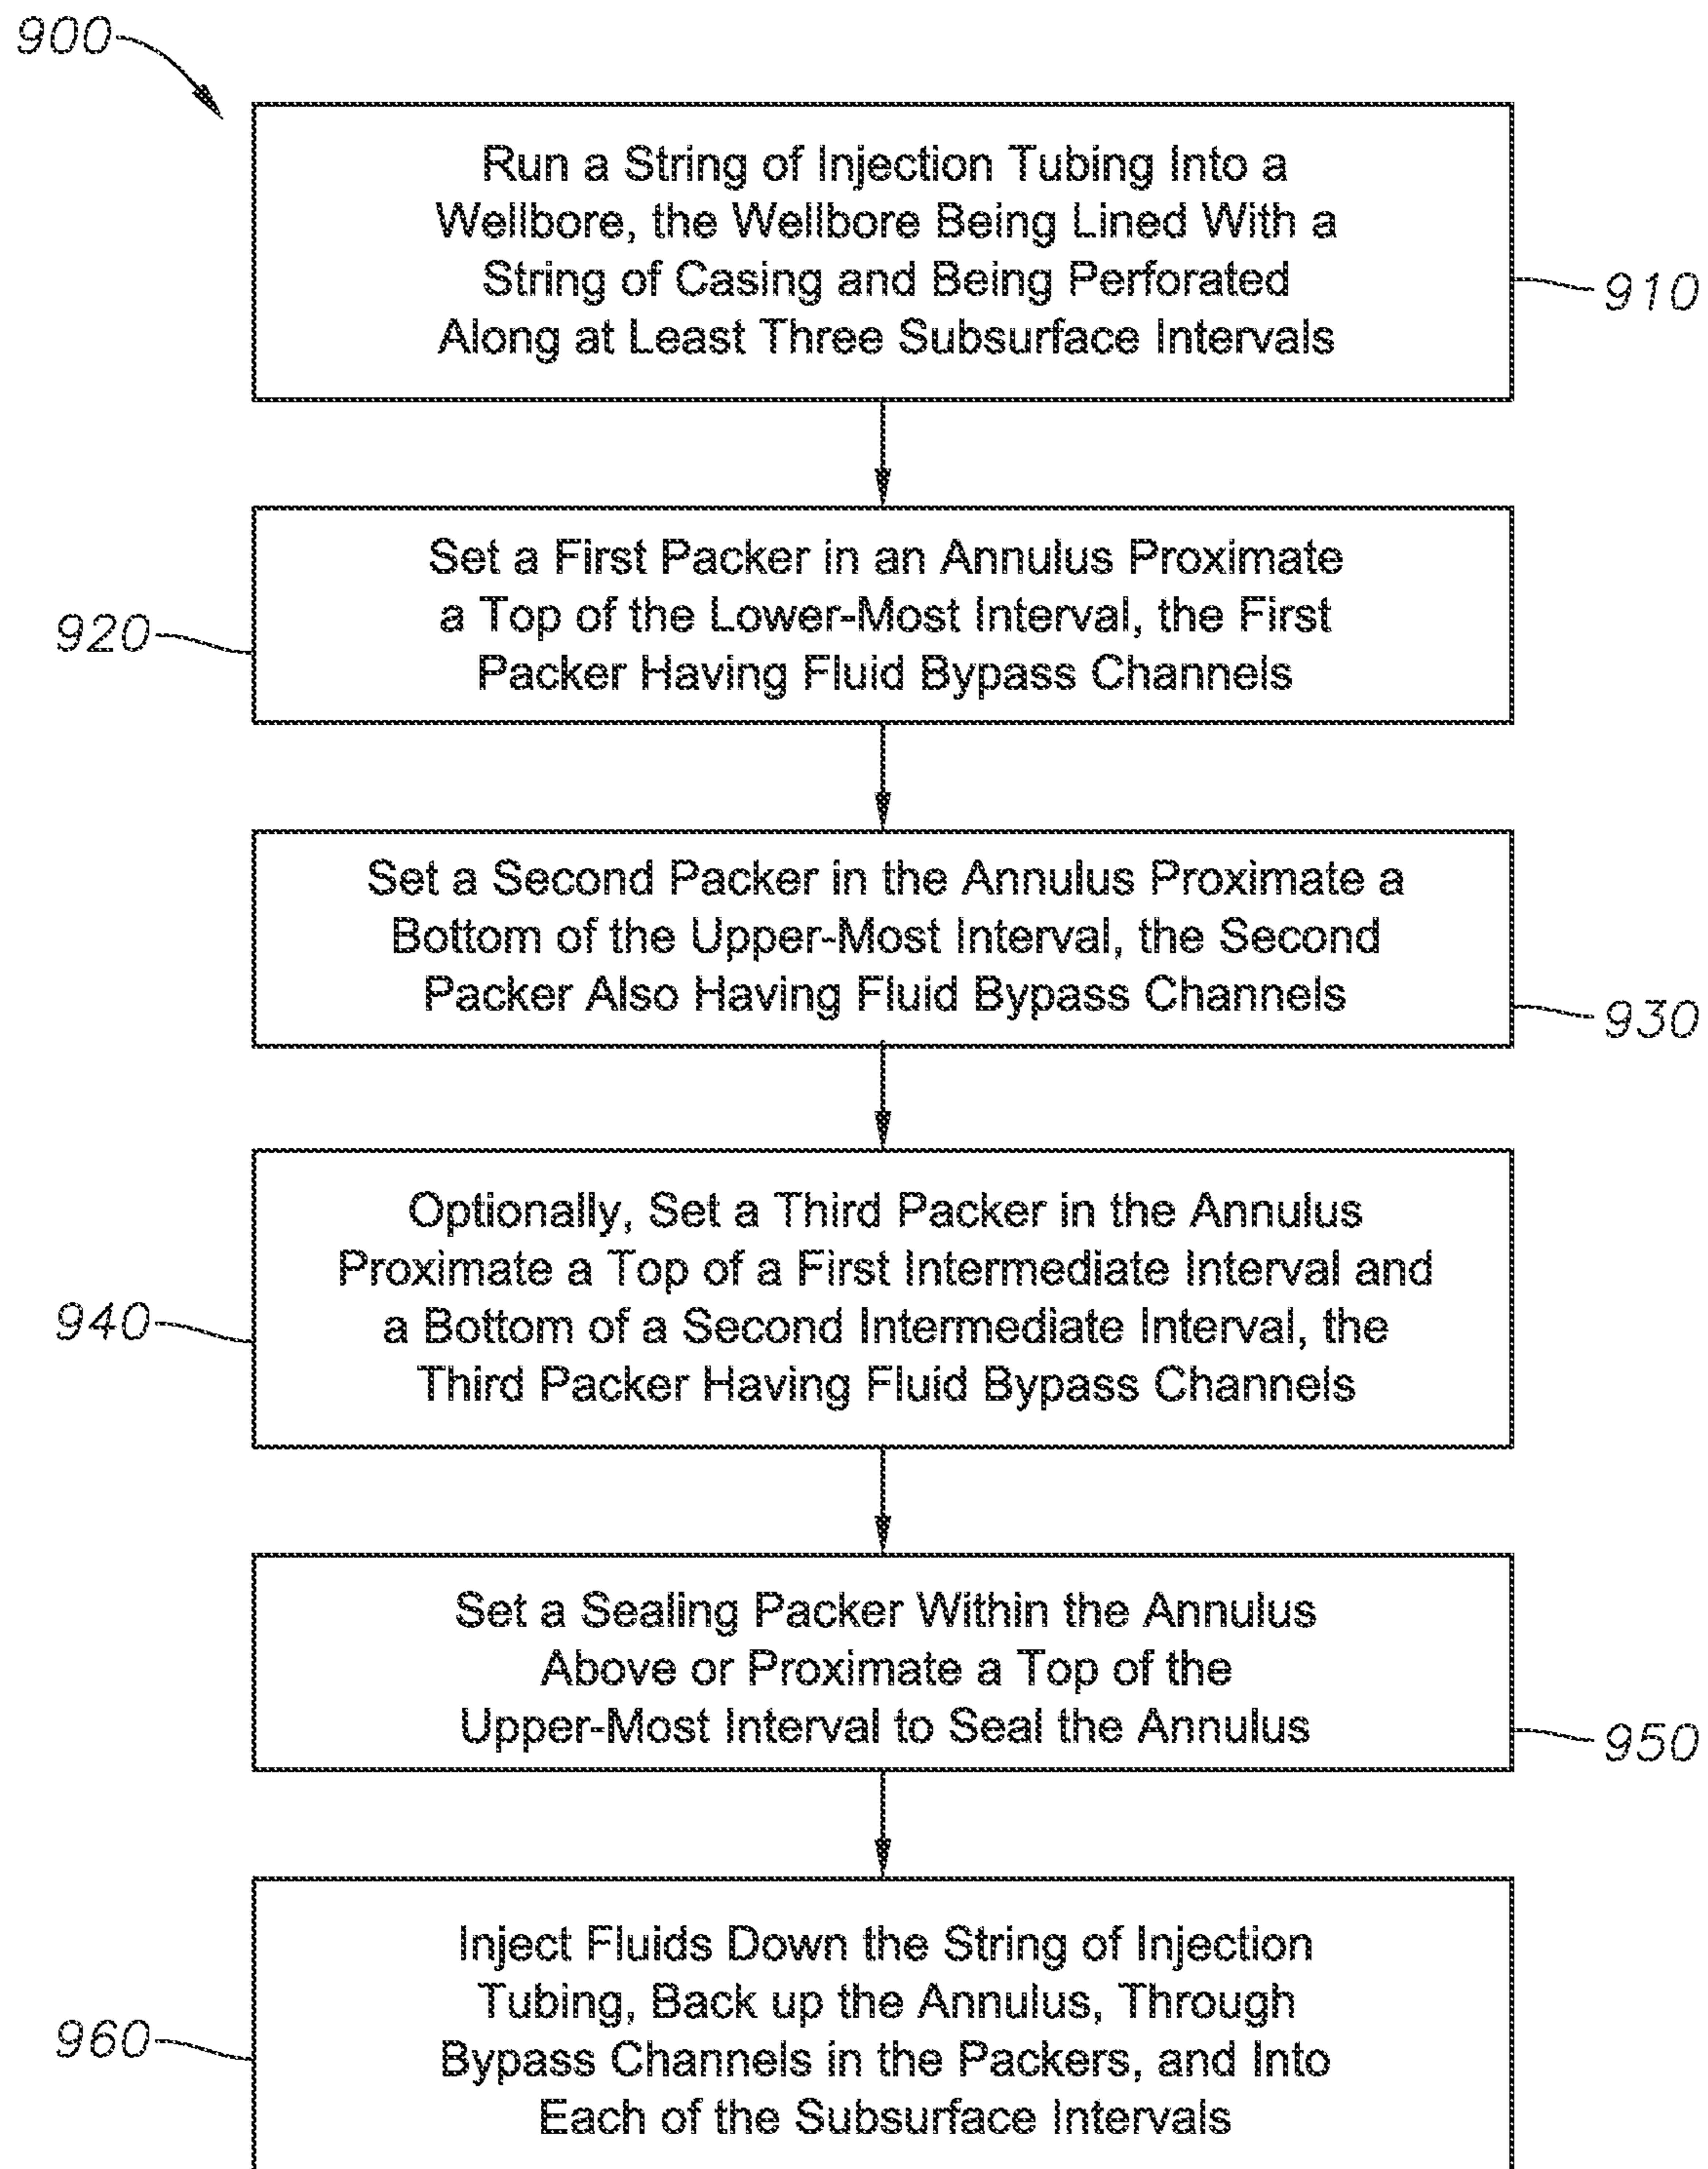 900
Run a String of Injection Tubing Into a
Wellbore, the Wellbore Being Lined With a
String of Casing and Being Perforated
Along at Least Three Subsurface Intervals
910
Set a First Packer in an Annulus Proximate
a Top of the Lower-Most Interval, the First
Packer Having Fluid Bypass Channels
920
Set a Second Packer in the Annulus Proximate a
Bottom of the Upper-Most Interval, the Second
Packer Also Having Fluid Bypass Channels
930
Optionally, Set a Third Packer in the Annulus
Proximate a Top of a First Intermediate Interval and
a Bottom of a Second Intermediate Interval, the
Third Packer Having Fluid Bypass Channels
940
Set a Sealing Packer Within the Annulus
Above or Proximate a Top of the
Upper-Most Interval to Seal the Annulus
950
Inject Fluids Down the String of Injection
Tubing, Back up the Annulus, Through
Bypass Channels in the Packers, and Into
Each of the Subsurface Intervals
960